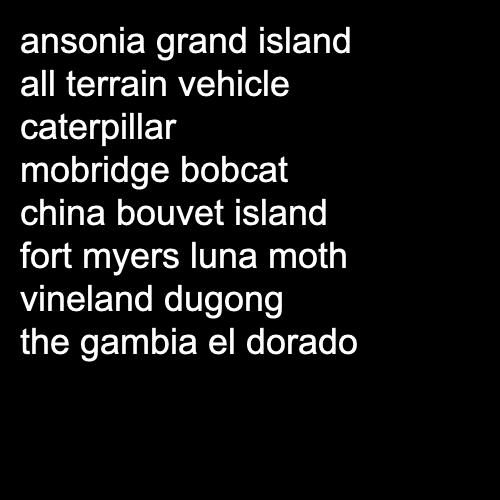 ansonia grand island
all terrain vehicle
caterpillar
mobridge bobcat
china bouvet island
fort myers luna moth
vineland dugong
the gambia el dorado